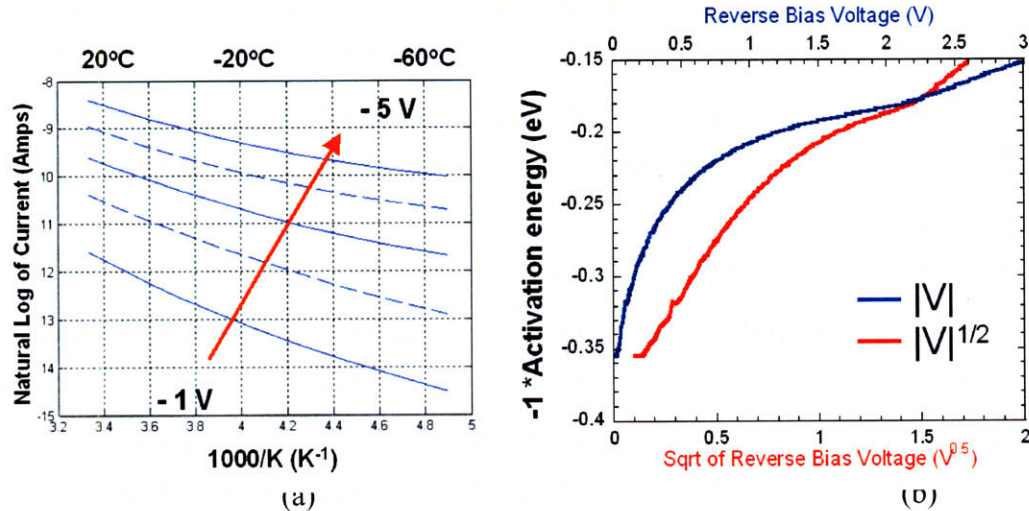 20°C -20°C -60°C
-8
-9
10
11
12
13
14
-15
3.2 3.4 3.6 3.8 4 4.2 4.4 4.6 4.8 5
Natural Log of Current (Amps)
1000/K (K-1)
- 5 V
- 1 V
(a)
Reverse Bias Voltage (V)
0 0.5 1 1.5 2 2.5 3
-0.15
-0.2
-0.25
-0.3
-0.35
-0.4
-1 *Activation energy (eV)
|V|
|V|1/2
0 0.5 1 1.5 2
Sqrt of Reverse Bias Voltage (V0.5)
(b)